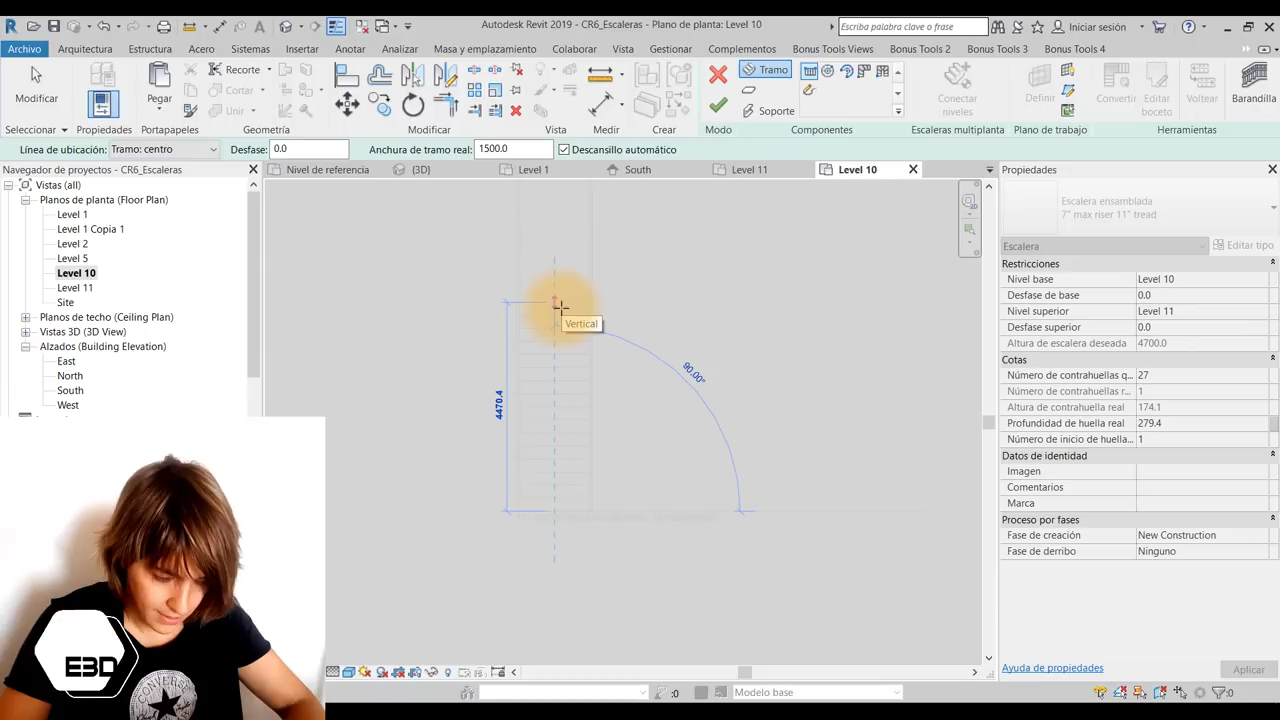 Autodesk Revit 2019 - CR6_Escaleras - Plano de planta: Level 10
Escriba palabra clave o frase
Iniciar sesión
Archivo Arquitectura Estructura Acero Sistemas Insertar Anotar Analizar Masa y emplazamiento Colaborar Vista Gestionar Complementos Bonus Tools Views Bonus Tools 2 Bonus Tools 4
Modificar
Pegar
Recorte
Cortar
Unir
Tramo
Soporte
Conectar niveles
Definir
Convertir
Editar boceto
Voltear
Barandilla
Seleccionar Propiedades Portapapeles Geometría Modificar Vista Medir Crear Modo Componentes Escaleras multiplanta Plano de trabajo Herramientas
Línea de ubicación: Tramo: centro Desfase: 0.0 Anchura de tramo real: 1500.0 Descansillo automático
Navegador de proyectos - CR6_Escaleras
Nivel de referencia {3D} Level 1 South Level 11 Level 10
Vistas (all)
Planos de planta (Floor Plan)
Level 1
Level 1 Copia 1
Level 2
Level 5
Level 10
Level 11
Site
Planos de techo (Ceiling Plan)
Vistas 3D (3D View)
Alzados (Building Elevation)
East
North
South
West
Vertical
90.00°
4470.4
Propiedades
Escalera ensamblada
7" max riser 11" tread
Escalera Editar tipo
Restricciones
Nivel base Level 10
Desfase de base 0.0
Nivel superior Level 11
Desfase superior 0.0
Altura de escalera deseada 4700.0
Cotas
Número de contrahuellas q... 27
Número de contrahuellas r... 1
Altura de contrahuella real 174.1
Profundidad de huella real 279.4
Número de inicio de huella... 1
Datos de identidad
Imagen
Comentarios
Marca
Proceso por fases
Fase de creación New Construction
Fase de derribo Ninguno
Ayuda de propiedades
Aplicar
:0
Modelo base
:0
E3D
CONVERSE